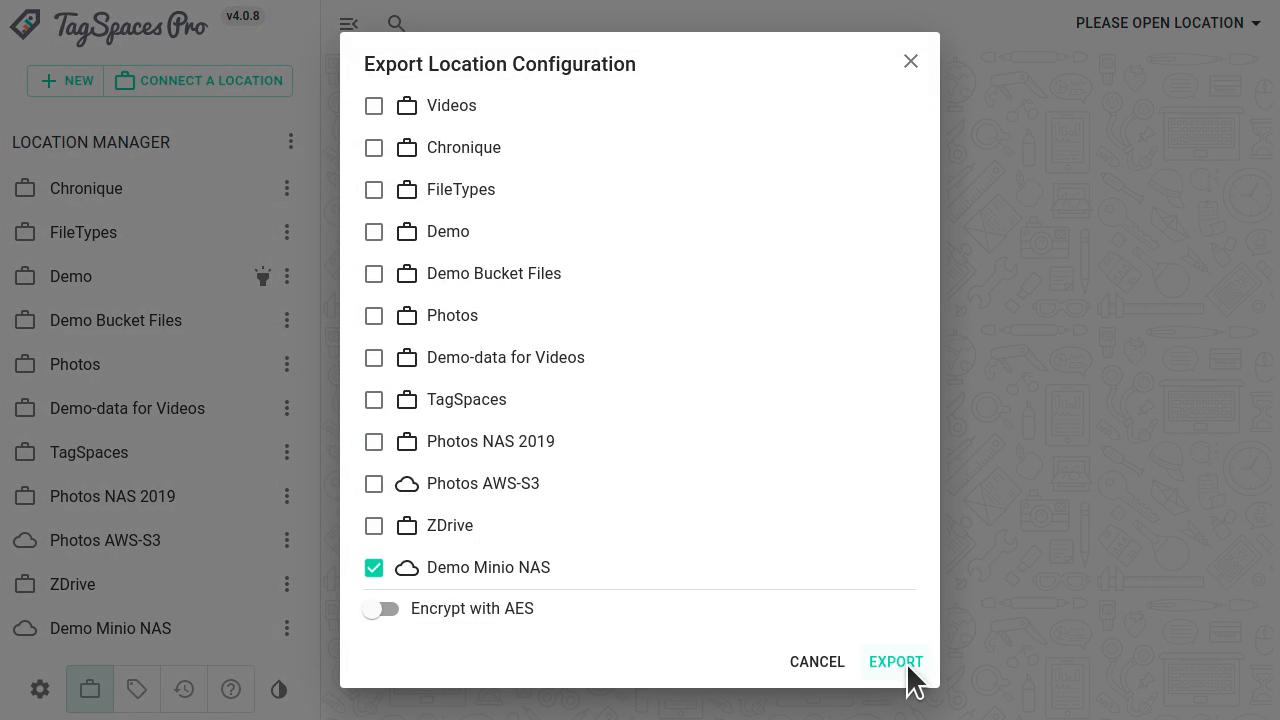 TagSpaces Pro v4.0.8
PLEASE OPEN LOCATION
NEW CONNECT A LOCATION
LOCATION MANAGER
Chronique
FileTypes
Demo
Demo Bucket Files
Photos
Demo-data for Videos
TagSpaces
Photos NAS 2019
Photos AWS-S3
ZDrive
Demo Minio NAS
Export Location Configuration
Videos
Chronique
FileTypes
Demo
Demo Bucket Files
Photos
Demo-data for Videos
TagSpaces
Photos NAS 2019
Photos AWS-S3
ZDrive
Demo Minio NAS
Encrypt with AES
CANCEL EXPORT